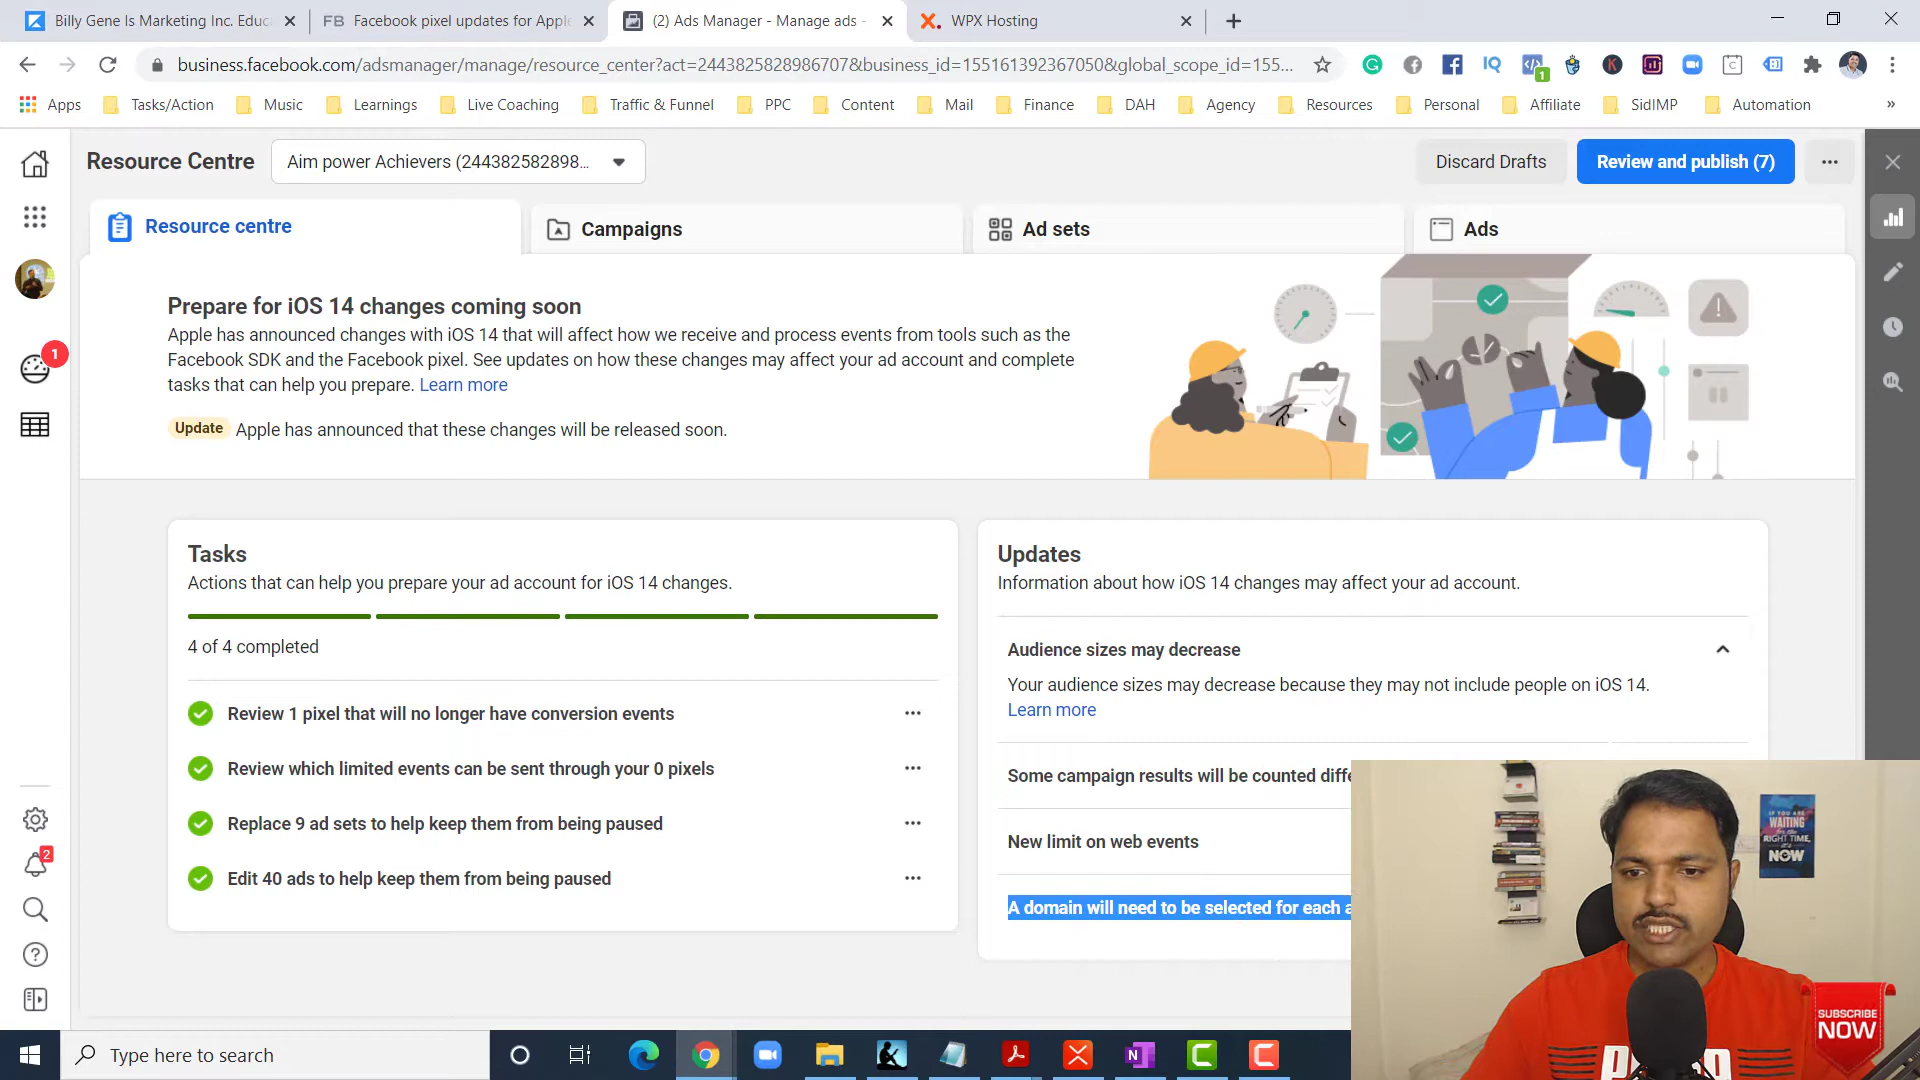 Billy Gene Is Marketing Inc. Educ
FB Facebook pixel updates for Apple
(2) Ads Manager - Manage ads -
WPX Hosting
business.facebook.com/adsmanager/manage/resource_center?act=2443825828986707&business_id=155161392367050&global_scope_id=155...
Apps
Tasks/Action
Music
Learnings
Live Coaching
Traffic & Funnel
PPC
Content
Mail
Finance
DAH
Agency
Resources
Personal
Affiliate
SidIMP
Automation
»
Resource Centre
Aim power Achievers (244382582898...
Discard Drafts
Review and publish (7)
Resource centre
Campaigns
Ad sets
Ads
Prepare for iOS 14 changes coming soon
Apple has announced changes with iOS 14 that will affect how we receive and process events from tools such as the
Facebook SDK and the Facebook pixel. See updates on how these changes may affect your ad account and complete
tasks that can help you prepare. Learn more
Update Apple has announced that these changes will be released soon.
1
2
Tasks
Actions that can help you prepare your ad account for iOS 14 changes.
4 of 4 completed
Review 1 pixel that will no longer have conversion events
Review which limited events can be sent through your 0 pixels
Replace 9 ad sets to help keep them from being paused
Edit 40 ads to help keep them from being paused
Updates
Information about how iOS 14 changes may affect your ad account.
Audience sizes may decrease
Your audience sizes may decrease because they may not include people on iOS 14.
Learn more
Some campaign results will be counted diffe
New limit on web events
A domain will need to be selected for each a
IF YOU ARE
WAITING
FOR THE
RIGHT TIME,
IT'S
NOW
SUBSCRIBE
NOW
Type here to search